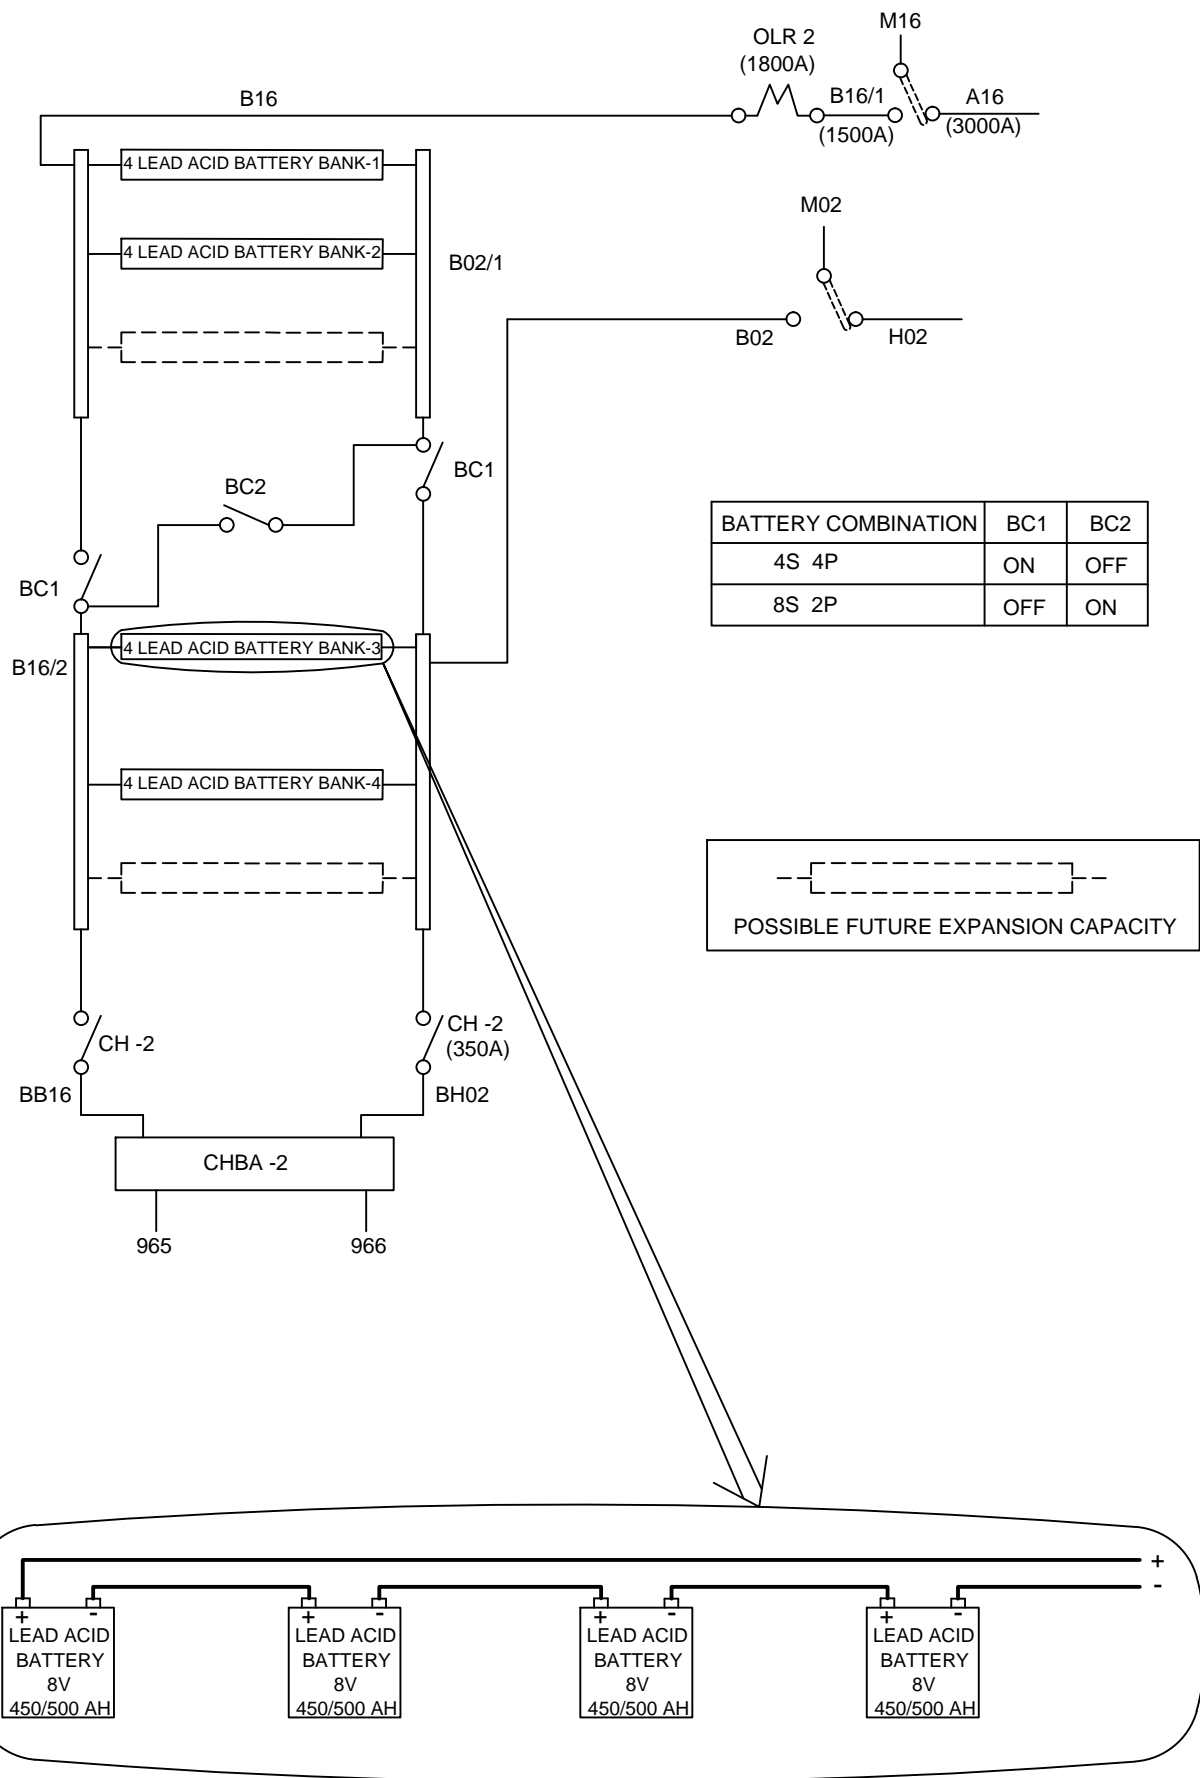 M16
OLR 2
(1800A)
B16
B16/1
(1500A)
A16
(3000A)
4 LEAD ACID BATTERY BANK-1
M02
4 LEAD ACID BATTERY BANK-2
B02/1
B02
H02
BC1
BC2
BC1
BATTERY COMBINATION BC1 BC2
4S 4P ON OFF
8S 2P OFF ON
B16/2
4 LEAD ACID BATTERY BANK-3
4 LEAD ACID BATTERY BANK-4
POSSIBLE FUTURE EXPANSION CAPACITY
CH -2
CH -2
(350A)
BB16
BH02
CHBA -2
965
966
+
-
+ -
LEAD ACID
BATTERY
8V
450/500 AH
+ -
LEAD ACID
BATTERY
8V
450/500 AH
+ -
LEAD ACID
BATTERY
8V
450/500 AH
+ -
LEAD ACID
BATTERY
8V
450/500 AH